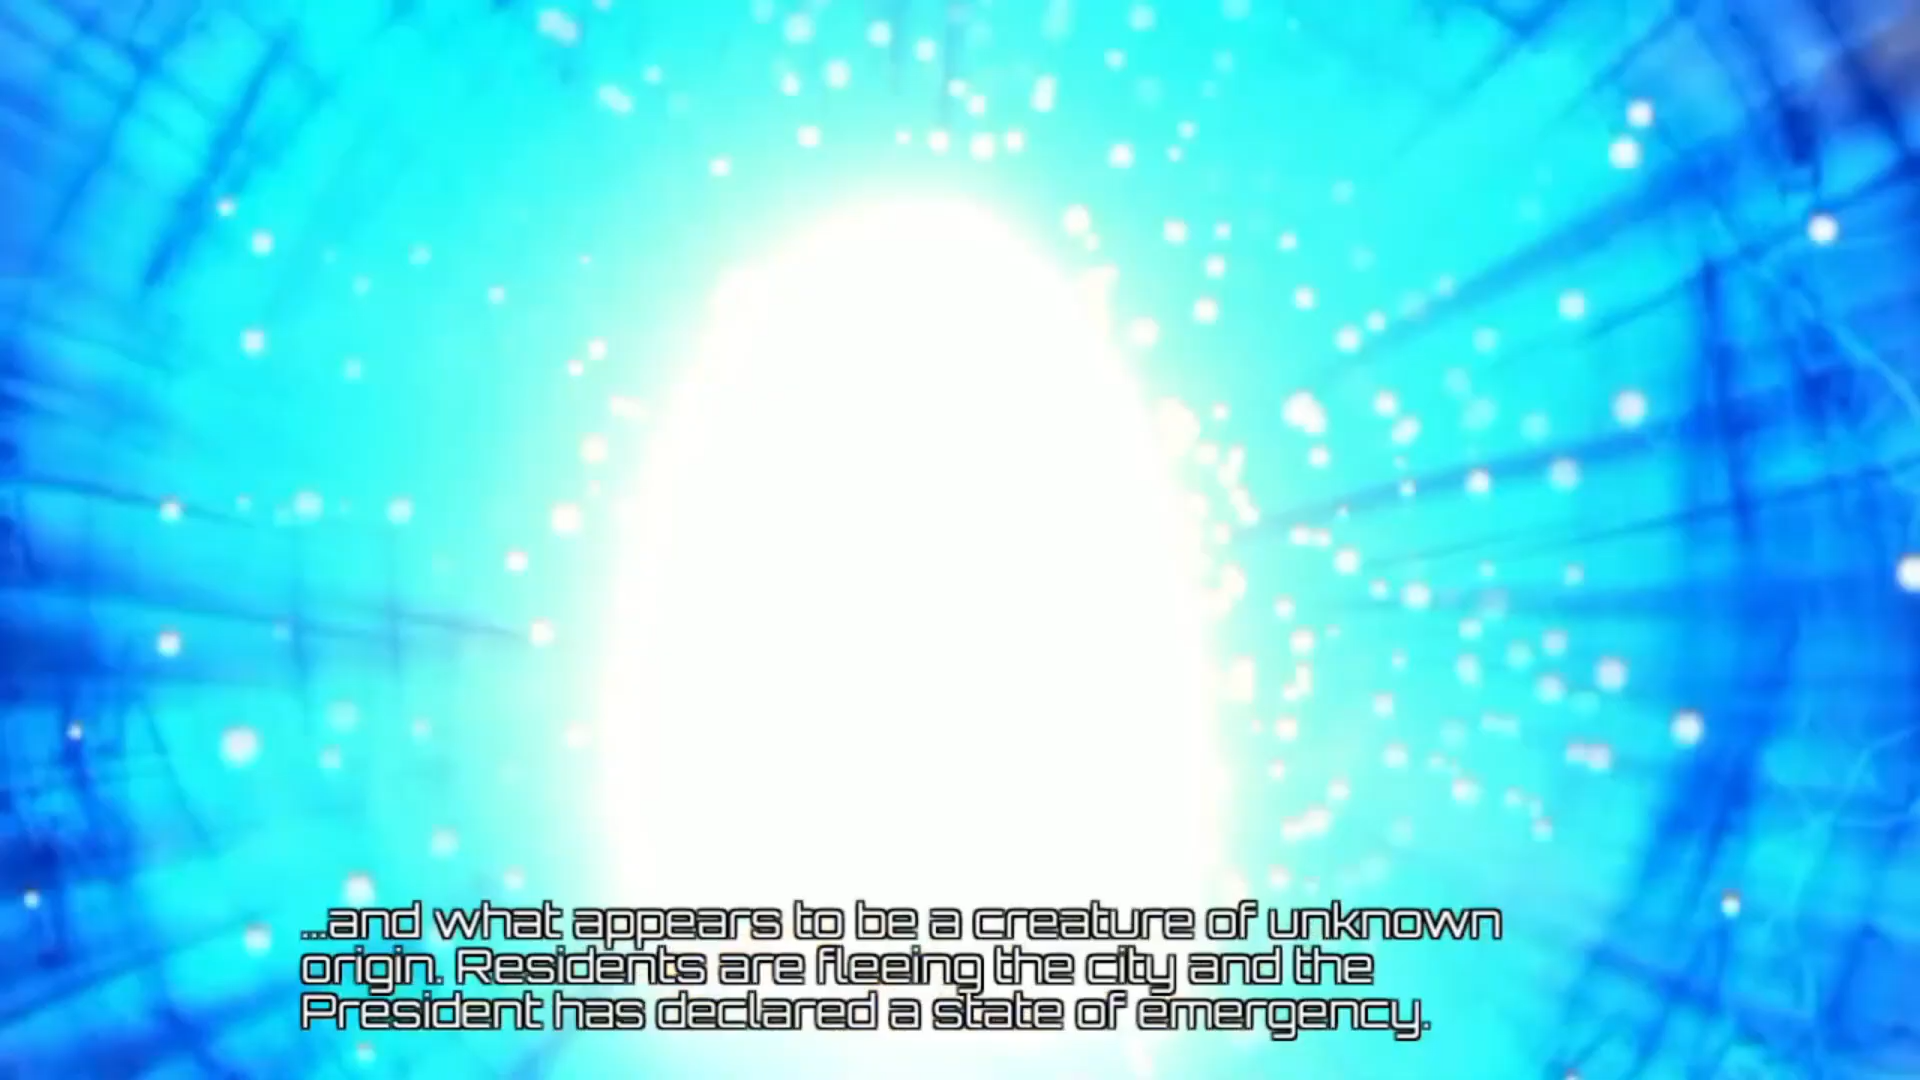 ...and what appears to be a creature of unknown
origin. Residents are fleeing the city and the
President has declared a state of emergency.